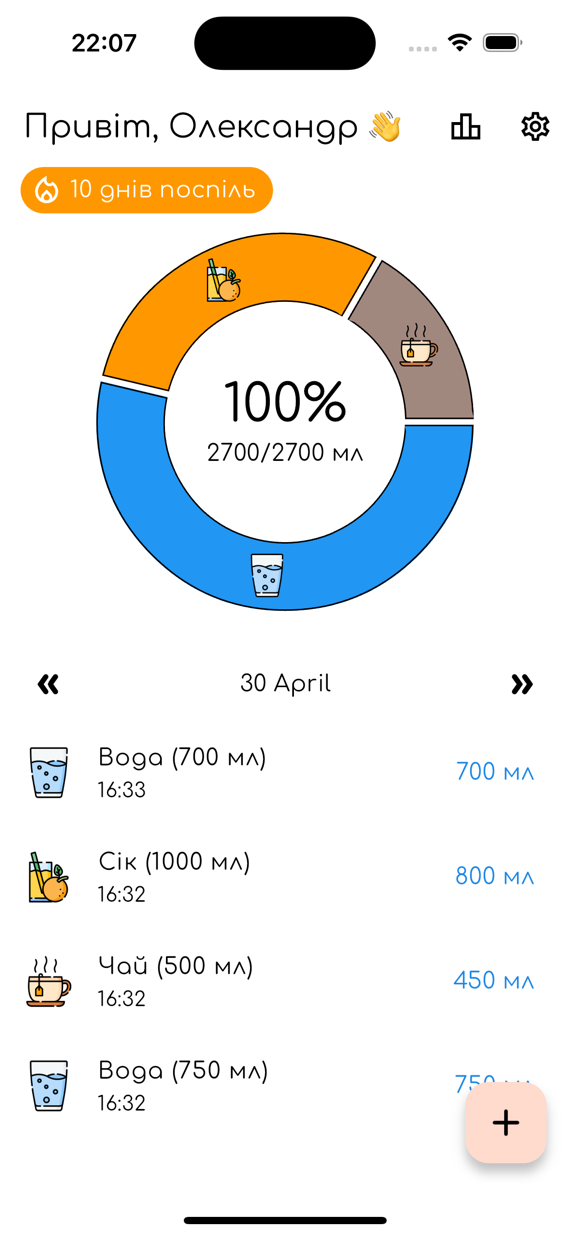 22:07
Привіт, Олександр 👋
10 днів поспіль
100%
2700/2700 мл
30 April
Вода (700 мл)
16:33
700 мл
Сік (1000 мл)
16:32
800 мл
Чай (500 мл)
16:32
450 мл
Вода (750 мл)
16:32
750